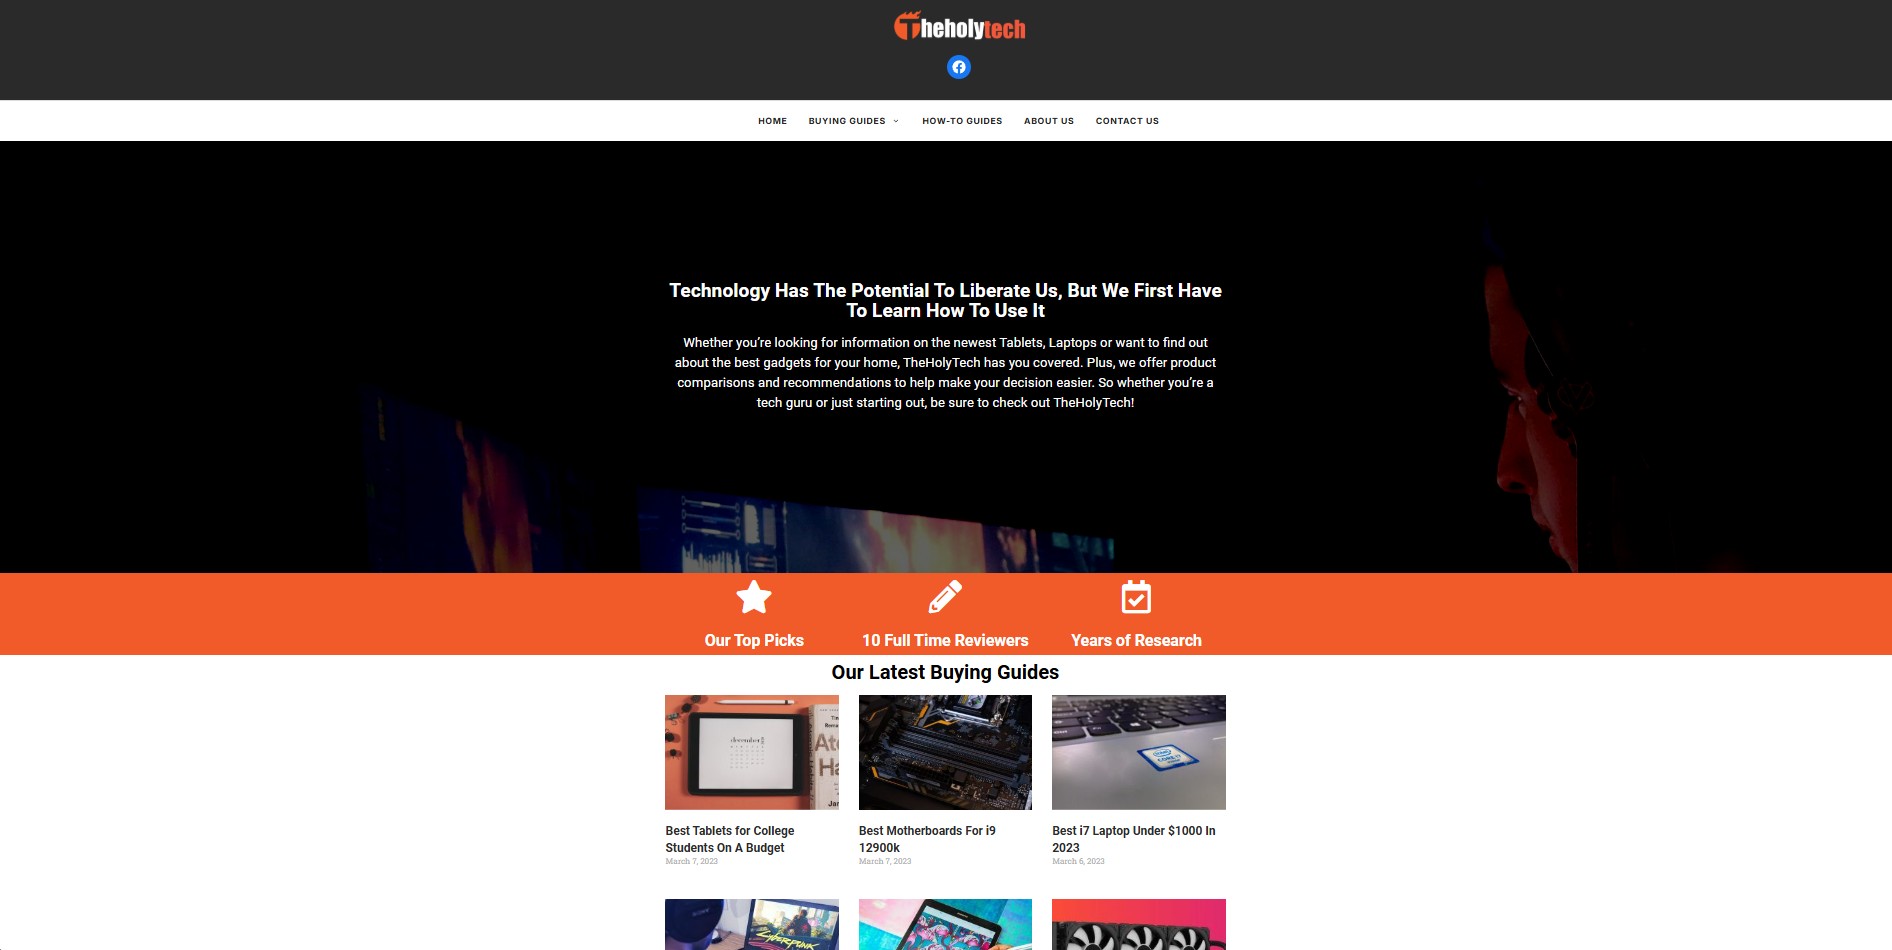 Theholytech
HOME BUYING GUIDES HOW-TO GUIDES ABOUT US CONTACT US
Technology Has The Potential To Liberate Us, But We First Have
To Learn How To Use It
Whether you're looking for information on the newest Tablets, Laptops or want to find out
about the best gadgets for your home, TheHolyTech has you covered. Plus, we offer product
comparisons and recommendations to help make your decision easier. So whether you're a
tech guru or just starting out, be sure to check out TheHolyTech!
Our Top Picks
10 Full Time Reviewers
Years of Research
Our Latest Buying Guides
december
Best Tablets for College
Students On A Budget
March 7, 2023
Best Motherboards For i9
12900k
March 7, 2023
CORE i7
Best i7 Laptop Under $1000 In
2023
March 6, 2023
CYBERPUNK